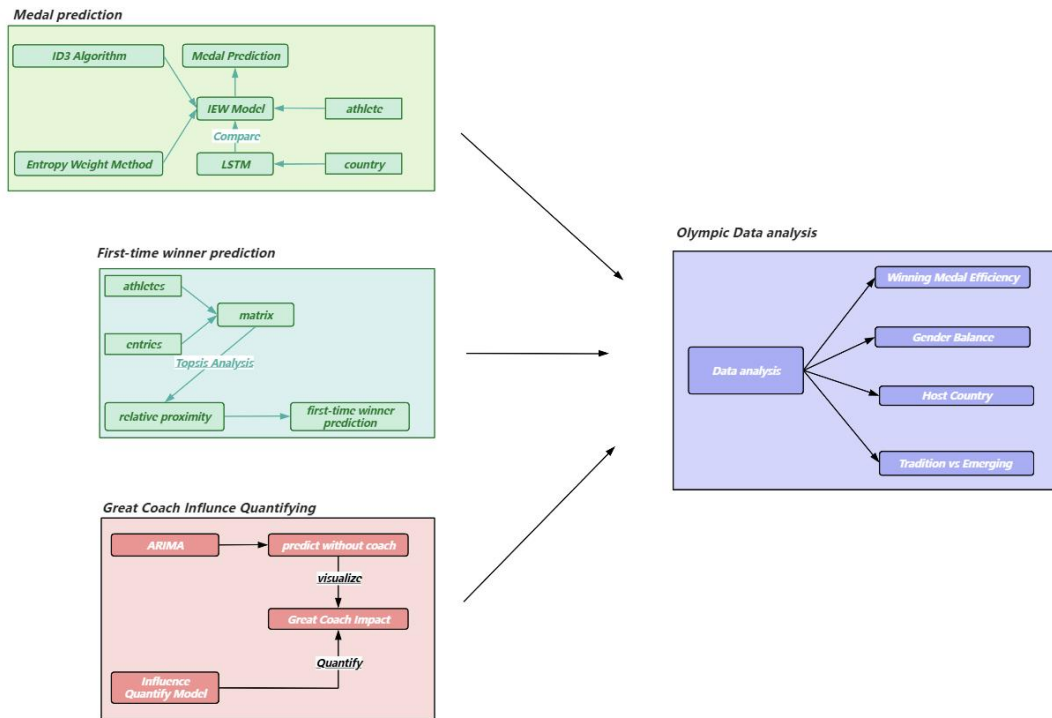 Medal prediction
ID3 Algorithm
Medal Prediction
IEW Model
athlete
Compare
Entropy Weight Method
LSTM
country
First-time winner prediction
athletes
matrix
entries
Topsis Analysis
relative proximity
first-time winner
prediction
Great Coach Influnce Quantifying
ARIMA
predict without coach
visualize
Great Coach Impact
Quantify
Influence
Quantify Model
Olympic Data analysis
Winning Medal Efficiency
Gender Balance
Data analysis
Host Country
Tradition vs Emerging